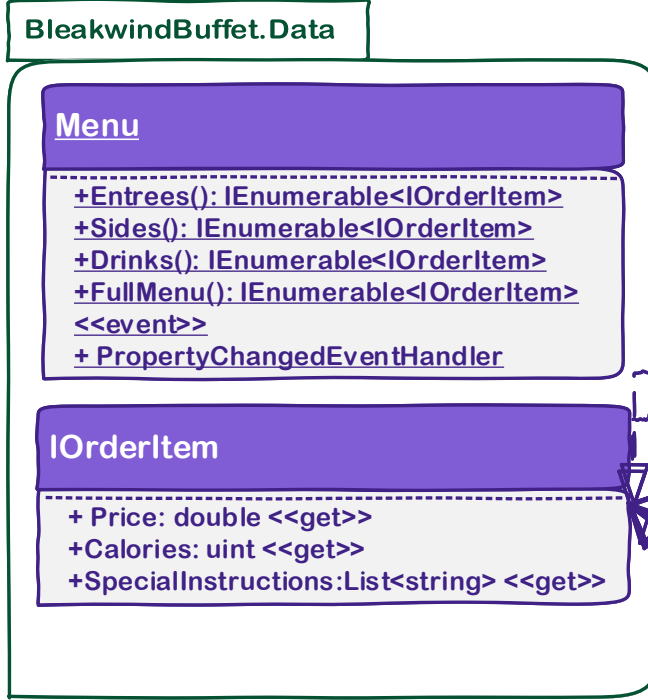 BleakwindBuffet.Data
Menu
+Entrees(): IEnumerable<IOrderItem>
+Sides(): IEnumerable<IOrderItem>
+Drinks(): IEnumerable<IOrderItem>
+FullMenu(): IEnumerable<IOrderItem>
<<event>>
+ PropertyChangedEventHandler
IOrderItem
+ Price: double <<get>>
+Calories: uint <<get>>
+SpecialInstructions:List<string> <<get>>